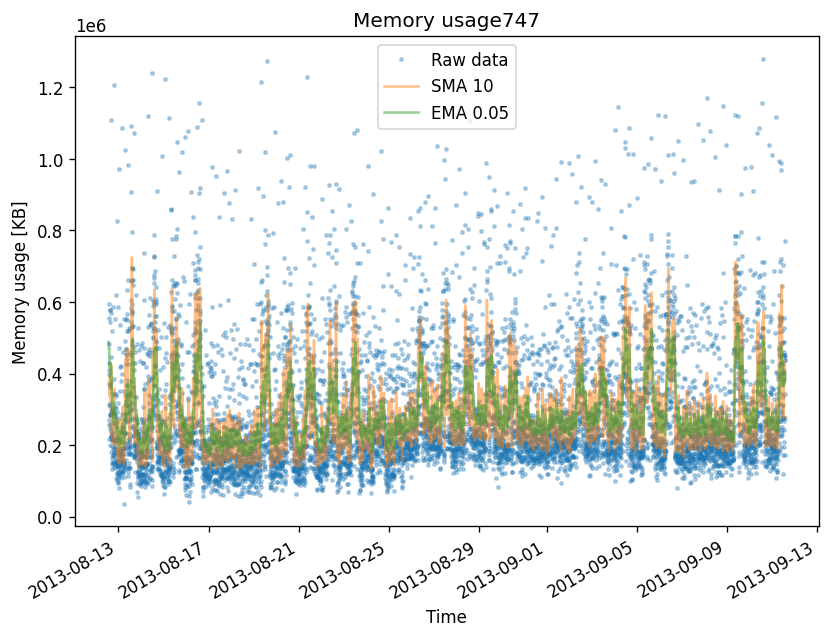 Memory usage747
1e6
Raw data
SMA 10
EMA 0.05
1.2
1.0
0.8
0.6
0.4
0.2
0.0
Memory usage [KB]
2013-08-13
2013-08-17
2013-08-21
2013-08-25
2013-08-29
2013-09-01
2013-09-05
2013-09-09
2013-09-13
Time